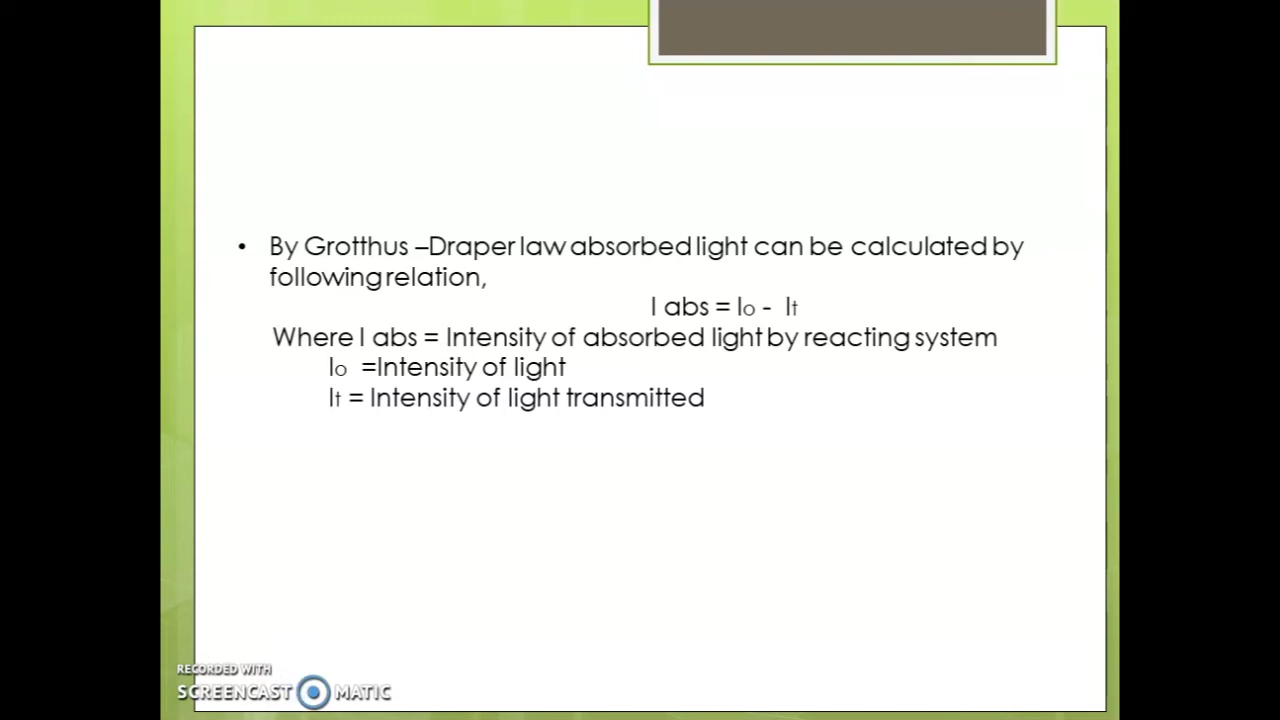 • By Grotthus –Draper law absorbed light can be calculated by
following relation,
I abs = Io - It
Where I abs = Intensity of absorbed light by reacting system
Io =Intensity of light
It = Intensity of light transmitted
RECORDED WITH
SCREENCAST MATIC